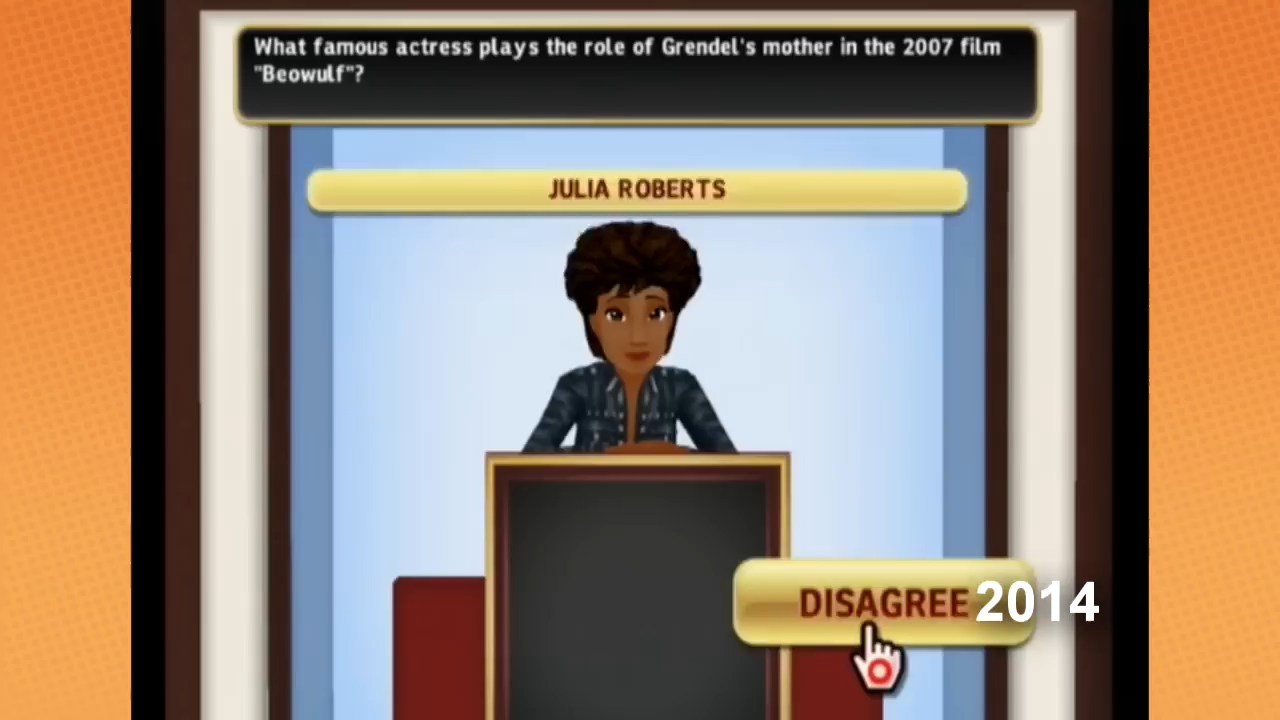 What famous actress plays the role of Grendel's mother in the 2007 film
"Beowulf"?
JULIA ROBERTS
DISAGREE 2014